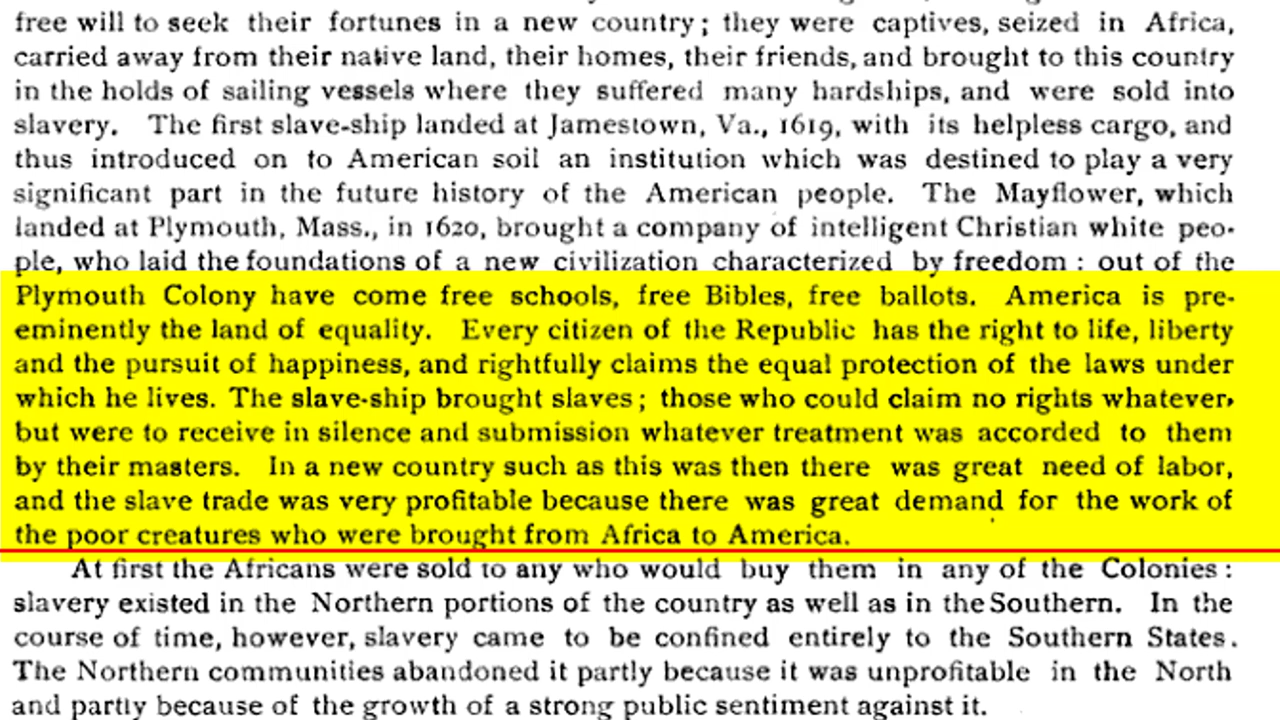 free will to seek their fortunes in a new country; they were captives, seized in Africa,
carried away from their native land, their homes, their friends, and brought to this country
in the holds of sailing vessels where they suffered many hardships, and were sold into
slavery. The first slave-ship landed at Jamestown, Va., 1619, with its helpless cargo, and
thus introduced on to American soil an institution which was destined to play a very
significant part in the future history of the American people. The Mayflower, which
landed at Plymouth, Mass., in 1620, brought a company of intelligent Christian white peo-
ple, who laid the foundations of a new civilization characterized by freedom : out of the
Plymouth Colony have come free schools, free Bibles, free ballots. America is pre-
eminently the land of equality. Every citizen of the Republic has the right to life, liberty
and the pursuit of happiness, and rightfully claims the equal protection of the laws under
which he lives. The slave-ship brought slaves; those who could claim no rights whatever,
but were to receive in silence and submission whatever treatment was accorded to them
by their masters. In a new country such as this was then there was great need of labor,
and the slave trade was very profitable because there was great demand for the work of
the poor creatures who were brought from Africa to America.
At first the Africans were sold to any who would buy them in any of the Colonies :
slavery existed in the Northern portions of the country as well as in the Southern. In the
course of time, however, slavery came to be confined entirely to the Southern States.
The Northern communities abandoned it partly because it was unprofitable in the North
and partly because of the growth of a strong public sentiment against it.